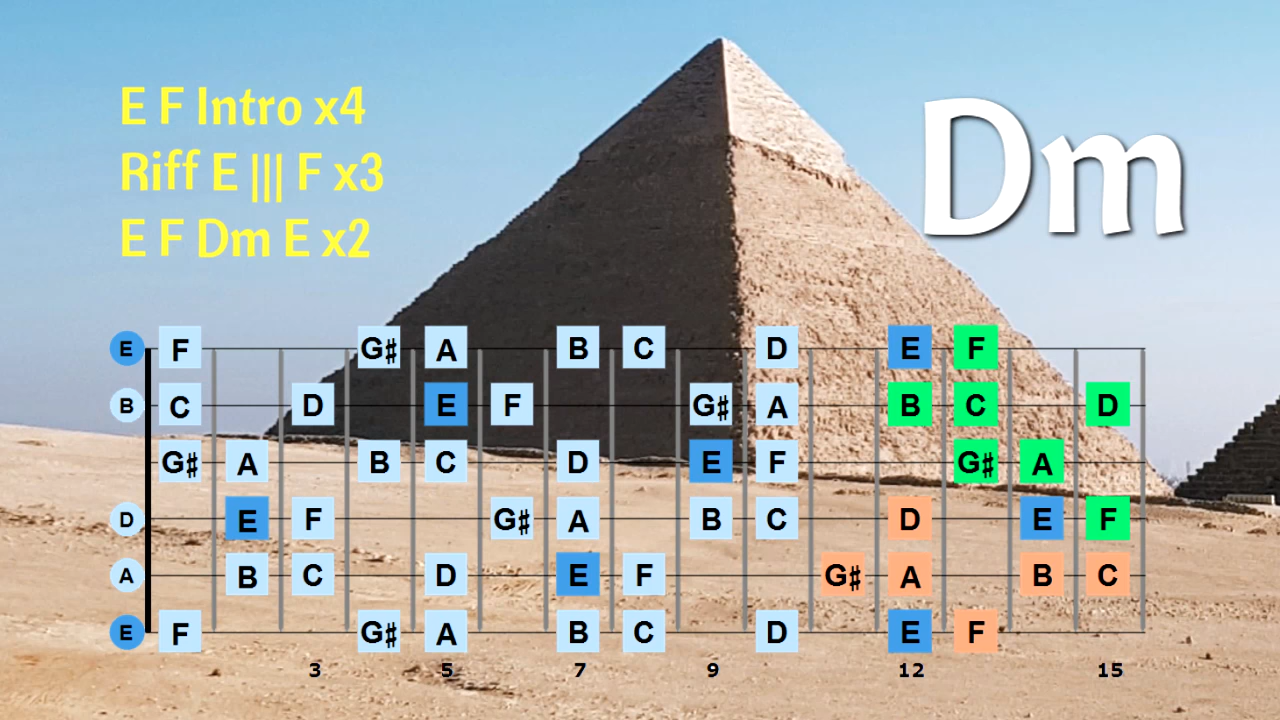 E F Intro x4
Riff E ||| F x3
E F Dm E x2
Dm
E F G# A B C D E F
B C D E F G# A B C D
G# A B C D E F G# A
D E F G# A B C D E F
A B C D E F G# A B C
E F G# A B C D E F
3 5 7 9 12 15